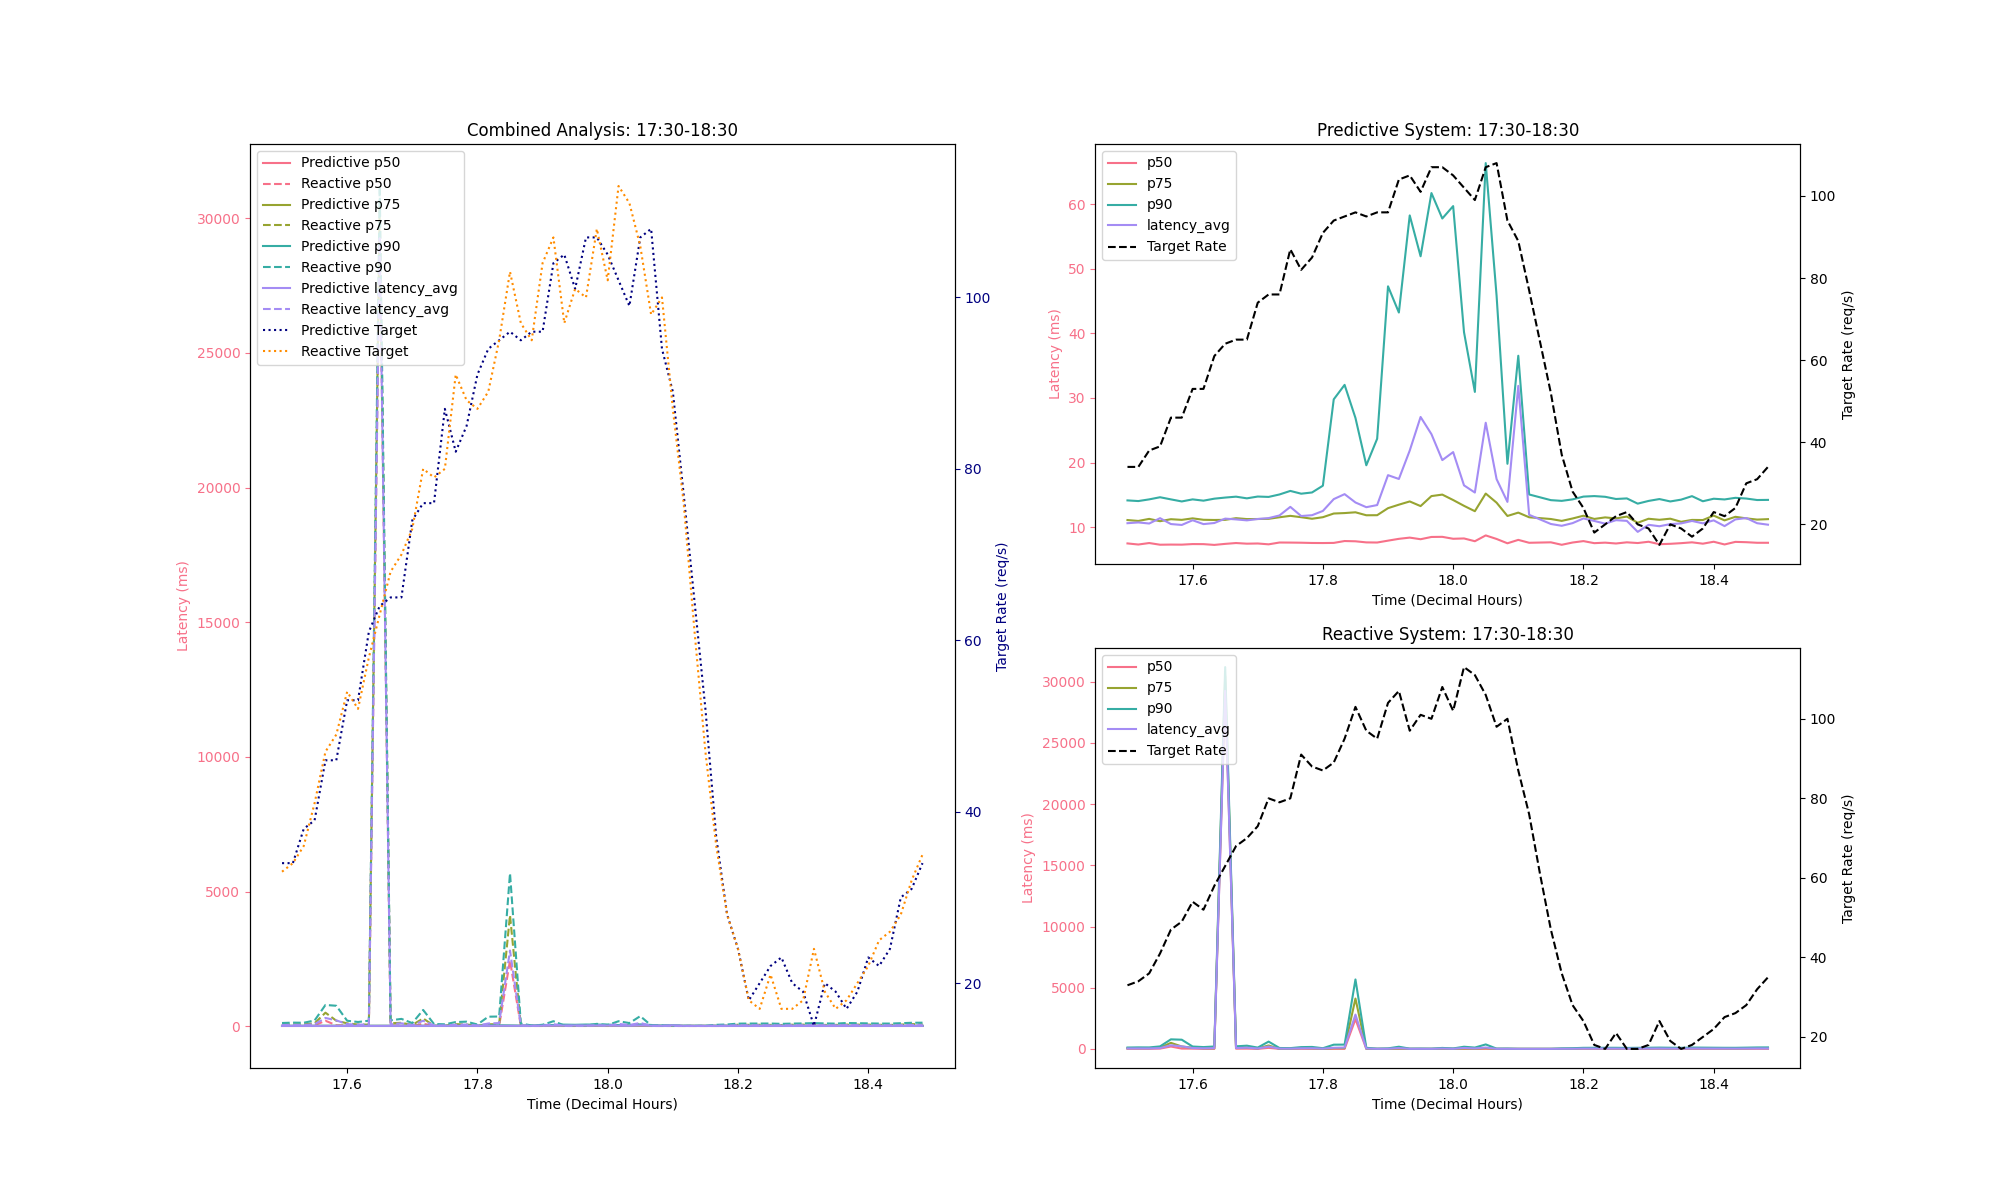 Combined Analysis: 17:30-18:30
Predictive p50
Reactive p50
Predictive p75
Reactive p75
Predictive p90
Reactive p90
Predictive latency_avg
Reactive latency_avg
Predictive Target
Reactive Target
30000
25000
20000
15000
10000
5000
0
Latency (ms)
100
80
60
40
20
Target Rate (req/s)
17.6
17.8
18.0
18.2
18.4
Time (Decimal Hours)
Predictive System: 17:30-18:30
p50
p75
p90
latency_avg
Target Rate
60
50
40
30
20
10
Latency (ms)
100
80
60
40
20
Target Rate (req/s)
17.6
17.8
18.0
18.2
18.4
Time (Decimal Hours)
Reactive System: 17:30-18:30
p50
p75
p90
latency_avg
Target Rate
30000
25000
20000
15000
10000
5000
0
Latency (ms)
100
80
60
40
20
Target Rate (req/s)
17.6
17.8
18.0
18.2
18.4
Time (Decimal Hours)